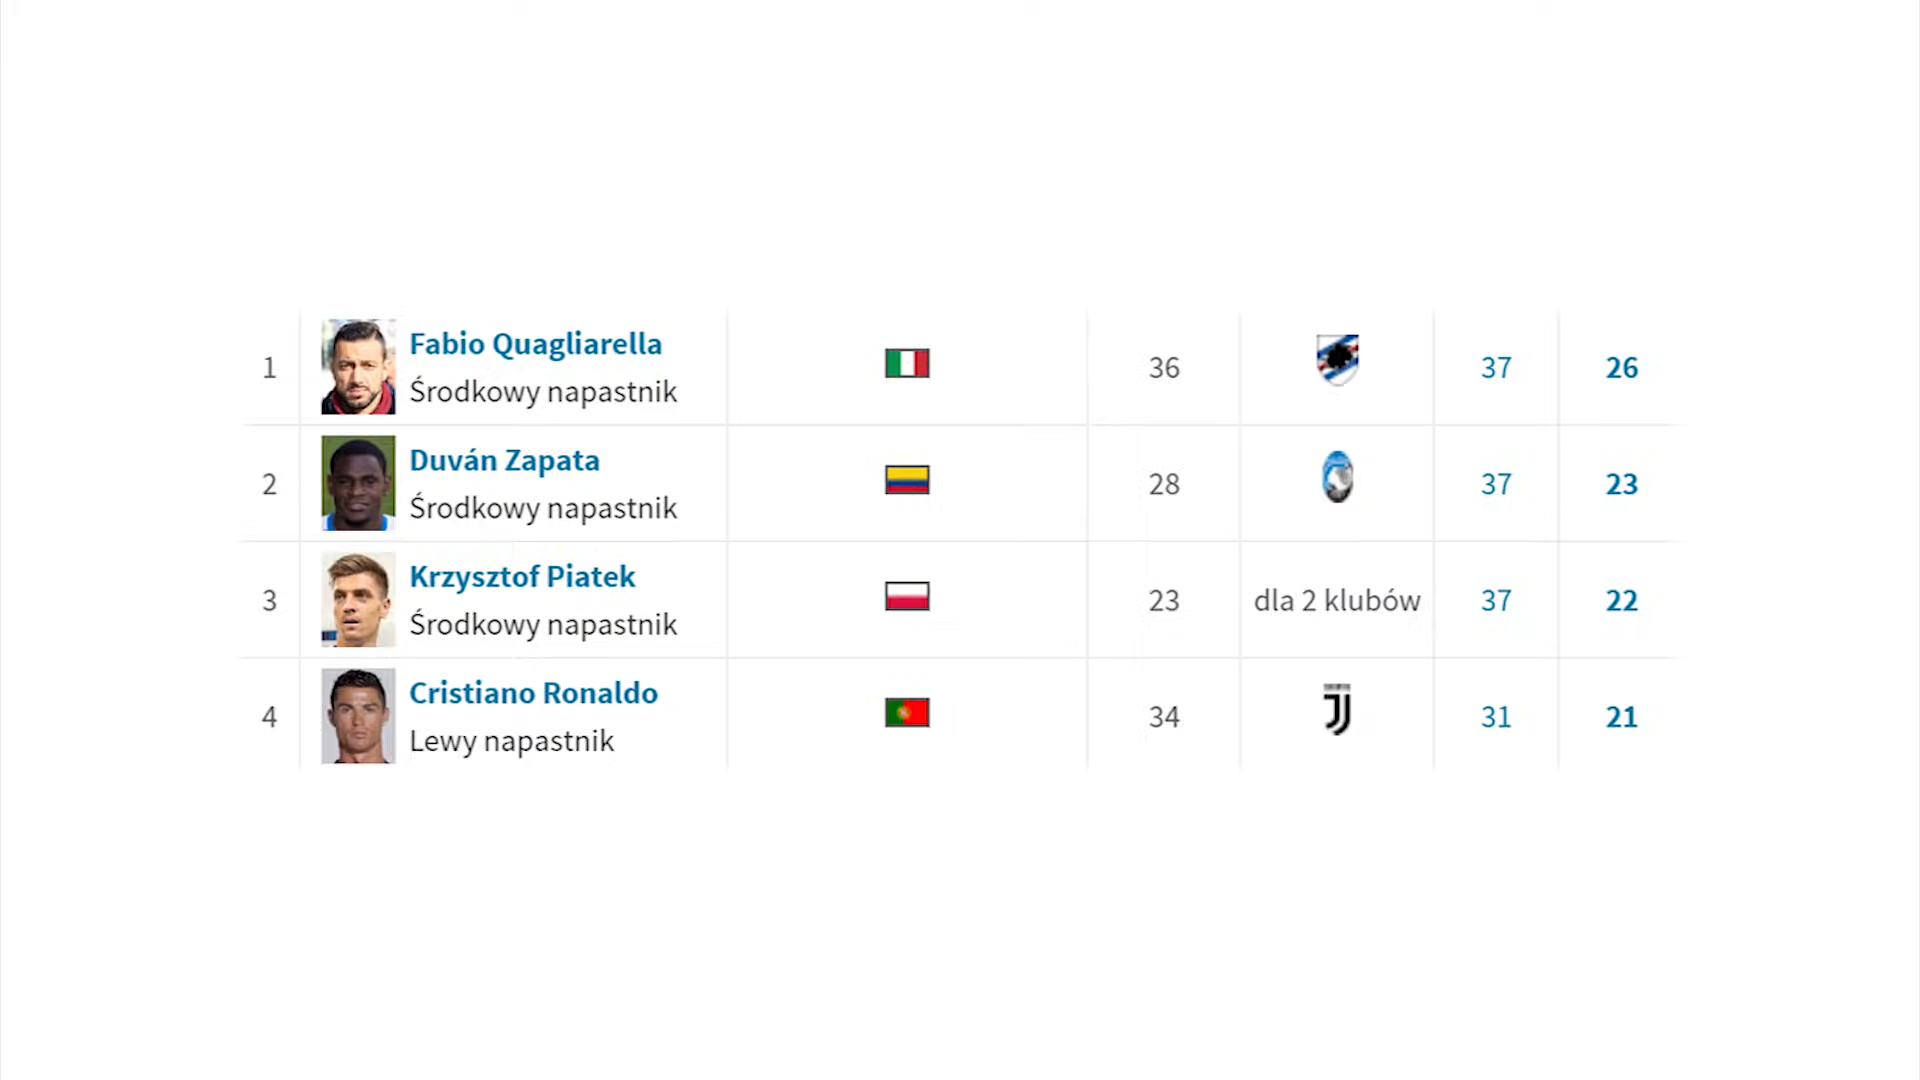 1 Fabio Quagliarella 36 37 26
Środkowy napastnik
2 Duván Zapata 28 37 23
Środkowy napastnik
3 Krzysztof Piatek 23 dla 2 klubów 37 22
Środkowy napastnik
4 Cristiano Ronaldo 34 31 21
Lewy napastnik